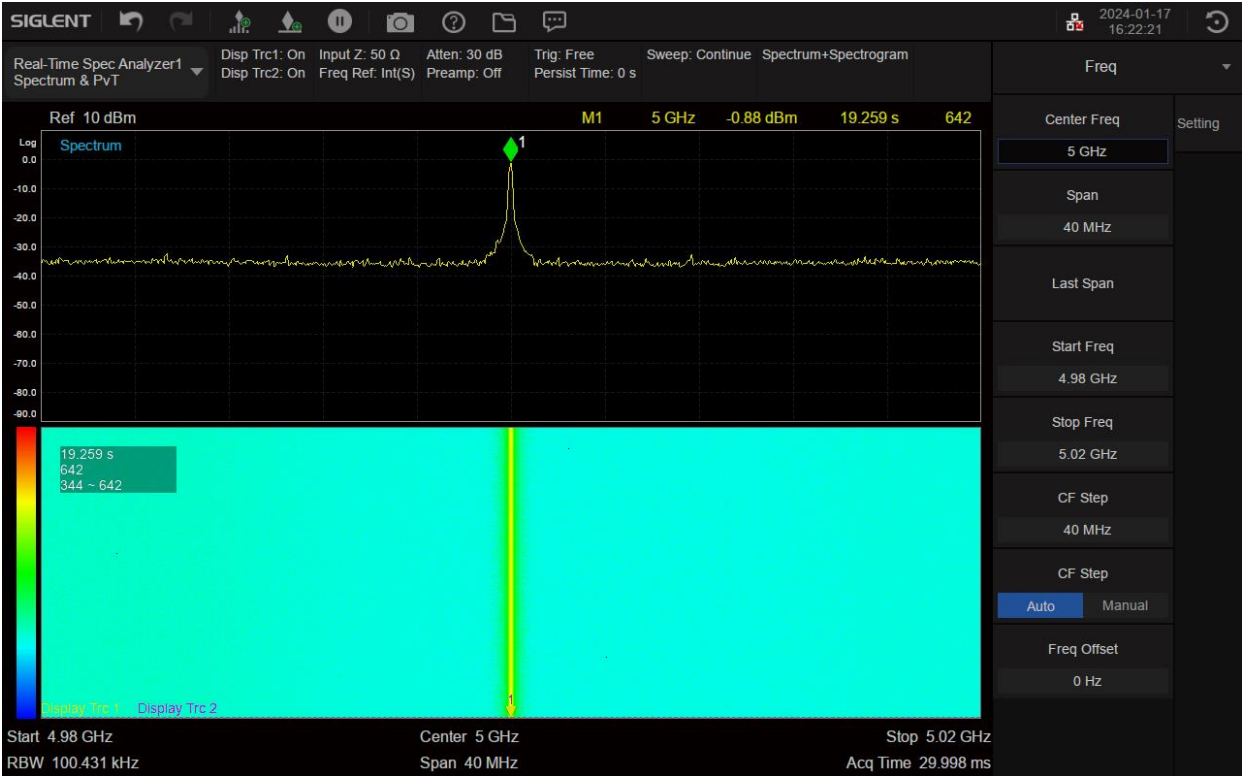 SIGLENT
2024-01-17
16:22:21
Real-Time Spec Analyzer1
Spectrum & PvT
Disp Trc1: On
Disp Trc2: On
Input Z: 50 Ω
Freq Ref: Int(S)
Atten: 30 dB
Preamp: Off
Trig: Free
Persist Time: 0 s
Sweep: Continue
Spectrum+Spectrogram
Freq
Ref 10 dBm
M1 5 GHz -0.88 dBm 19.259 s 642
Log
Spectrum
1
0.0
-10.0
-20.0
-30.0
-40.0
-50.0
-60.0
-70.0
-80.0
-90.0
19.259 s
642
344 ~ 642
1
Display Trc 1 Display Trc 2
Start 4.98 GHz Center 5 GHz Stop 5.02 GHz
RBW 100.431 kHz Span 40 MHz Acq Time 29.998 ms
Center Freq
5 GHz
Setting
Span
40 MHz
Last Span
Start Freq
4.98 GHz
Stop Freq
5.02 GHz
CF Step
40 MHz
CF Step
Auto Manual
Freq Offset
0 Hz